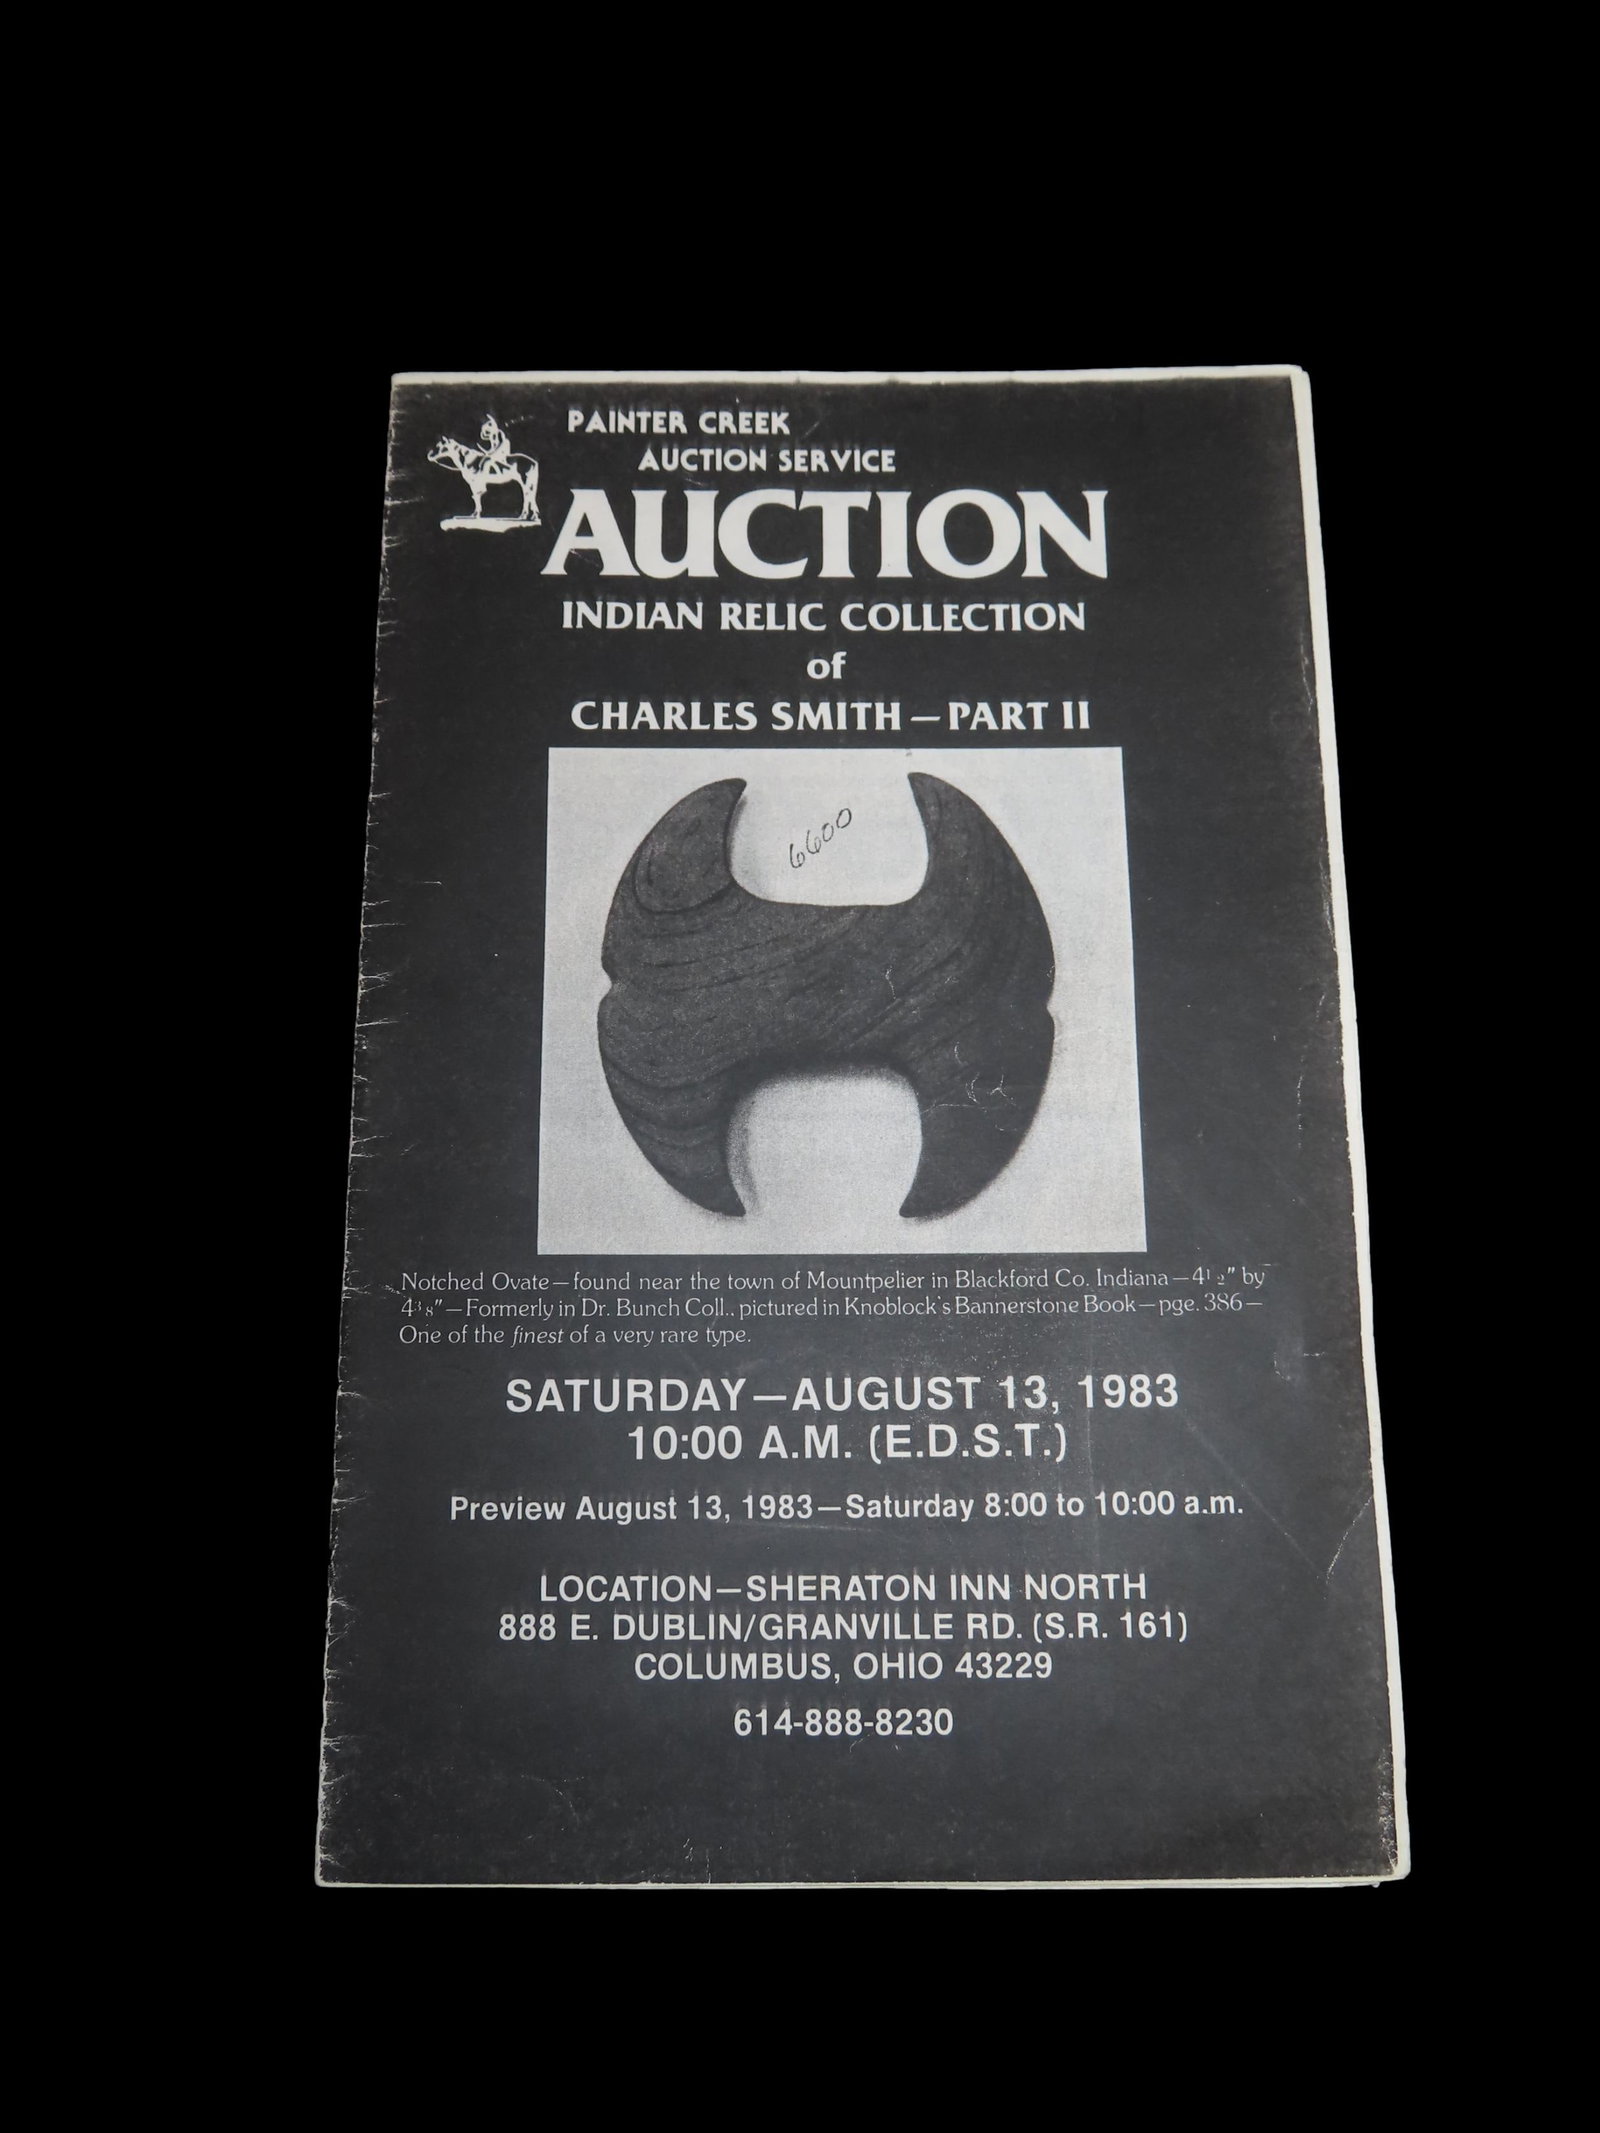 PAINTER CREEK
AUCTION SERVICE
AUCTION
INDIAN RELIC COLLECTION
of
CHARLES SMITH — PART II
6600
Notched Ovate — found near the town of Mountpelier in Blackford Co. Indiana — 4 1/2" by
4 3/8" — Formerly in Dr. Bunch Coll., pictured in Knoblock's Bannerstone Book — pge. 386 —
One of the finest of a very rare type.
SATURDAY — AUGUST 13, 1983
10:00 A.M. (E.D.S.T.)
Preview August 13, 1983 — Saturday 8:00 to 10:00 a.m.
LOCATION — SHERATON INN NORTH
888 E. DUBLIN/GRANVILLE RD. (S.R. 161)
COLUMBUS, OHIO 43229
614-888-8230